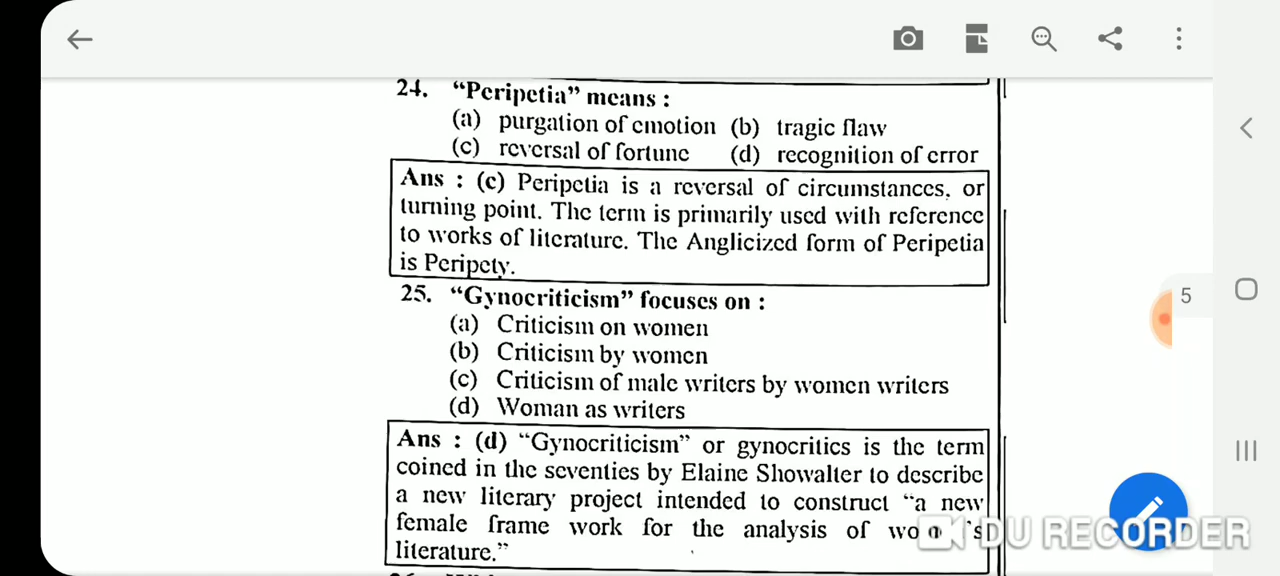 24. “Peripetia” means :
(a) purgation of emotion (b) tragic flaw
(c) reversal of fortune (d) recognition of error
Ans : (c) Peripetia is a reversal of circumstances, or
turning point. The term is primarily used with reference
to works of literature. The Anglicized form of Peripetia
is Peripety.
25. “Gynocriticism” focuses on :
5
(a) Criticism on women
(b) Criticism by women
(c) Criticism of male writers by women writers
(d) Woman as writers
Ans : (d) “Gynocriticism” or gynocritics is the term
coined in the seventies by Elaine Showalter to describe
a new literary project intended to construct “a new
female frame work for the analysis of
DU RECORDER
literature.”